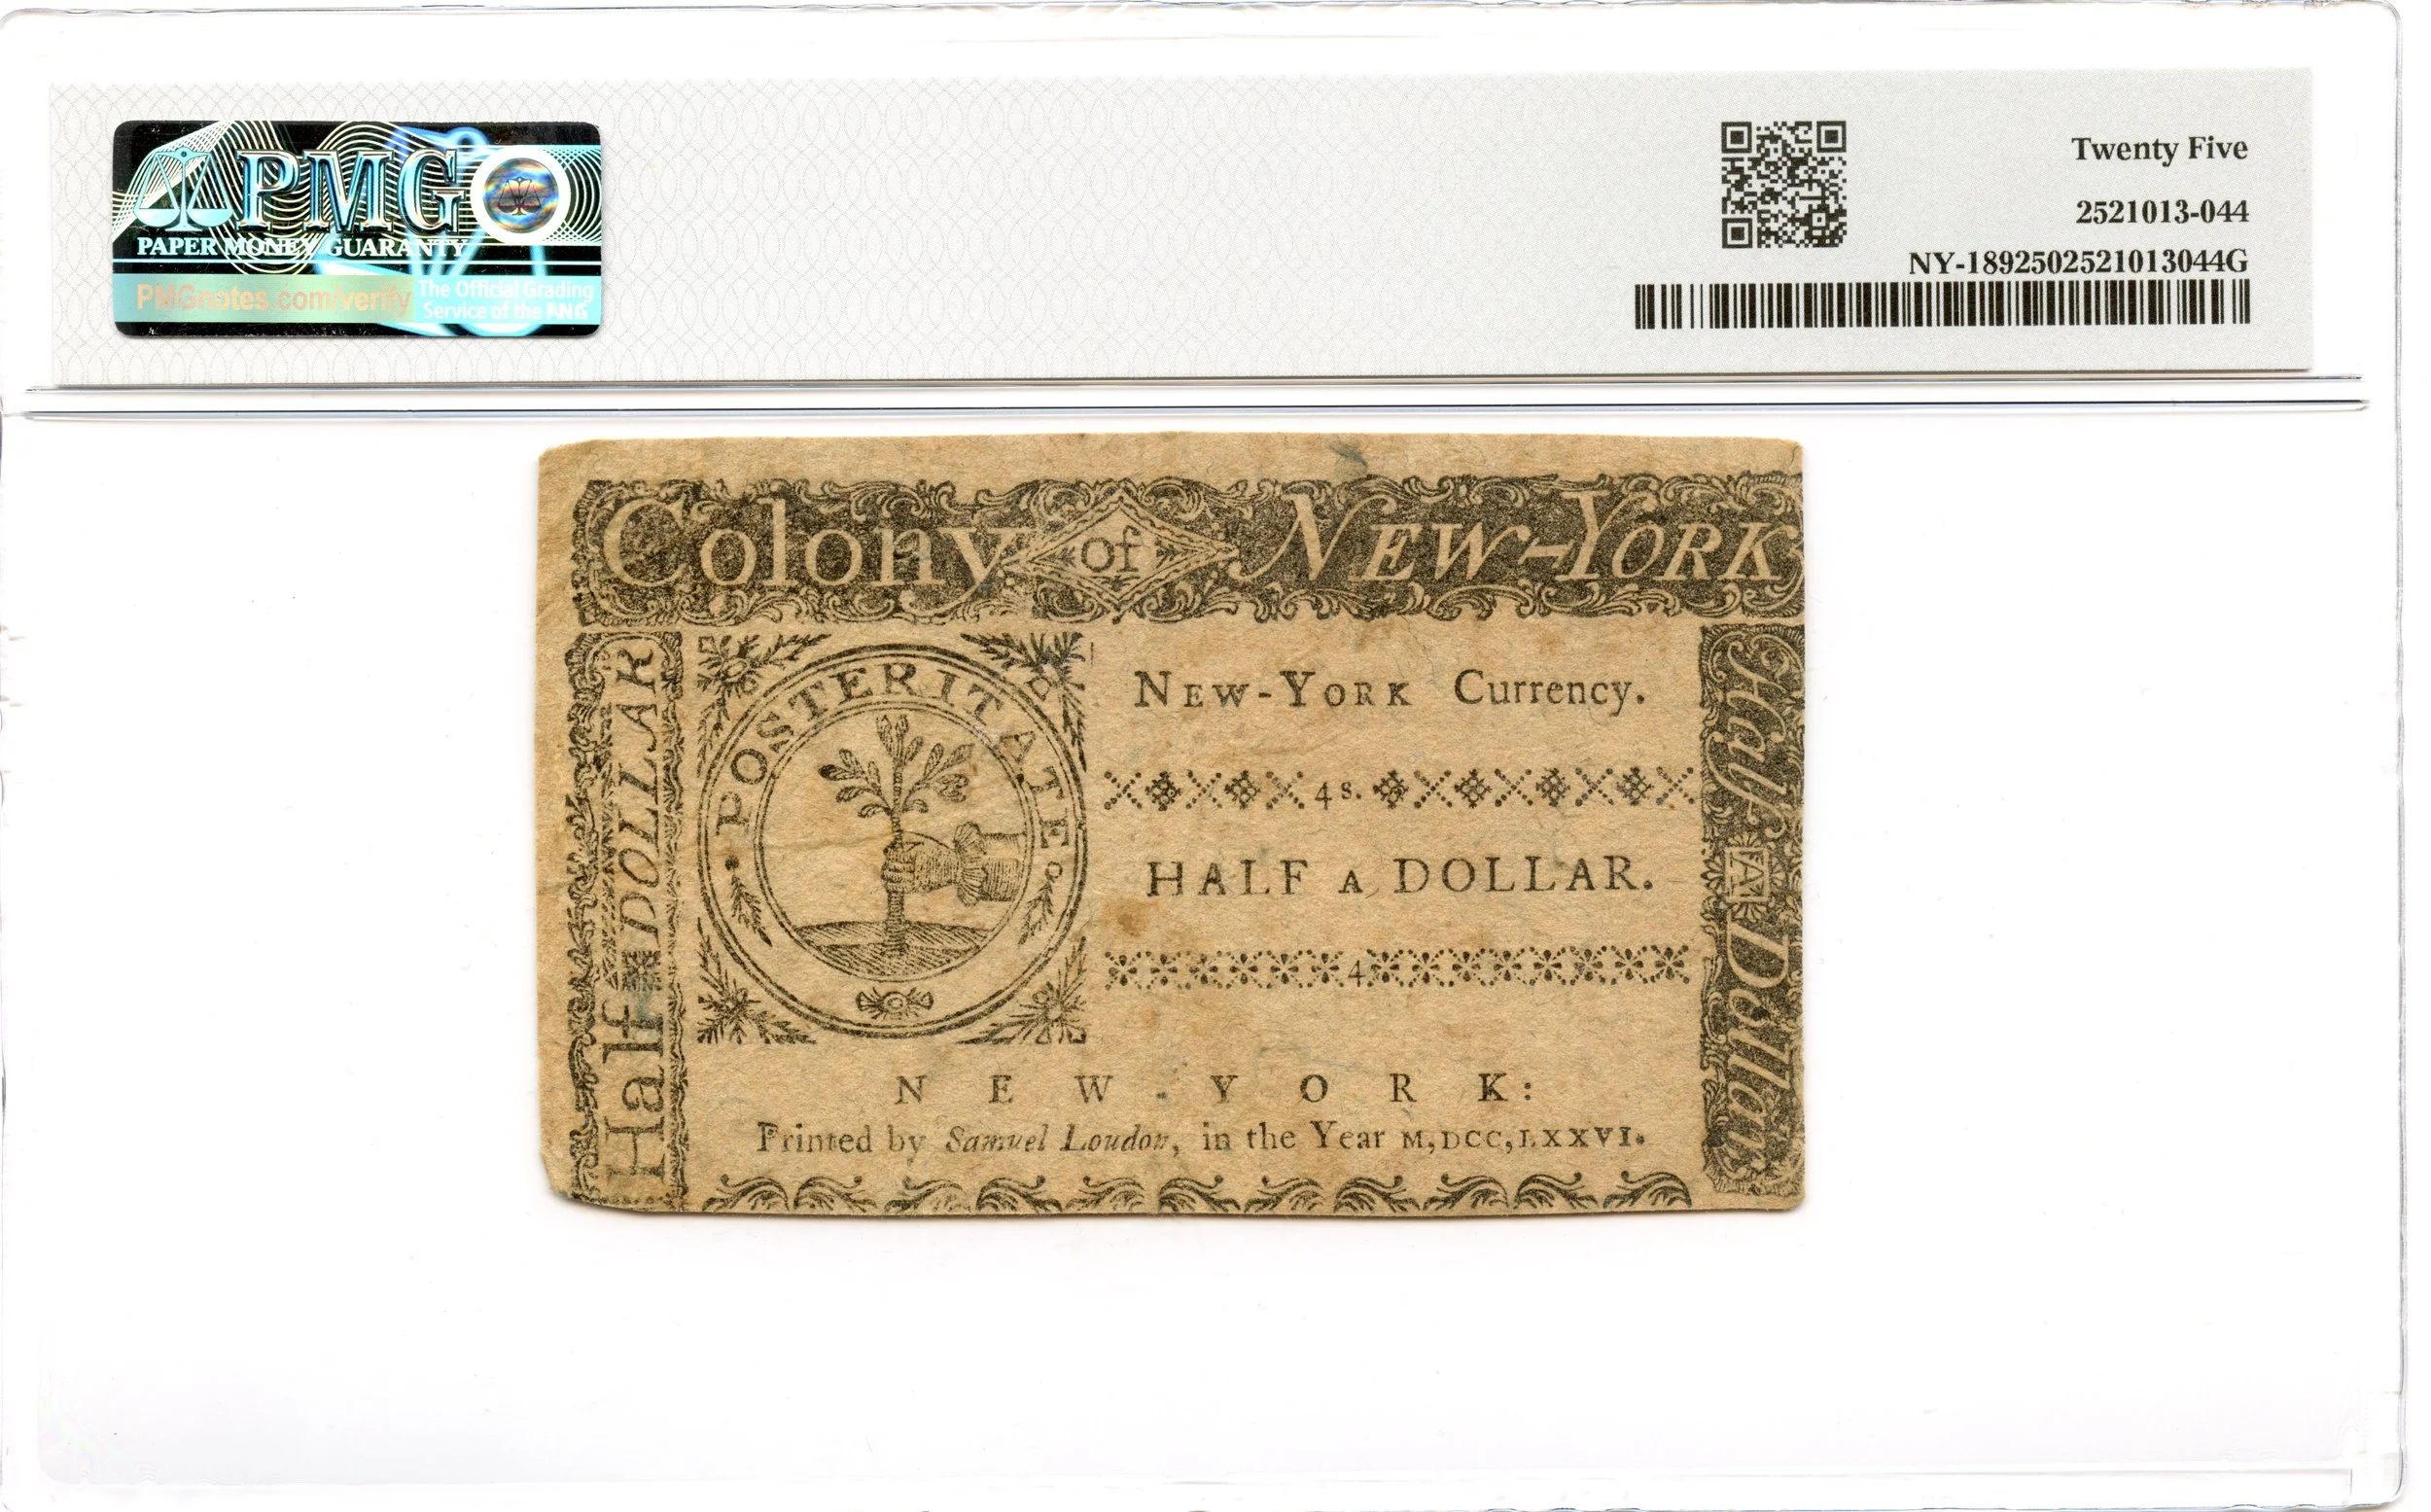 PMG
PAPER MONEY GUARANTY
PMGnotes.com/verify
The Official Grading
Service of the PNG
Twenty Five
2521013-044
NY-1892502521013044G
Colony of NEW-YORK
Half DOLLAR
POSTERITATE
NEW-YORK Currency.
4s.
HALF A DOLLAR.
4
Half A Dollar
NEW-YORK:
Printed by Samuel Loudon, in the Year M,DCC,LXXVI.